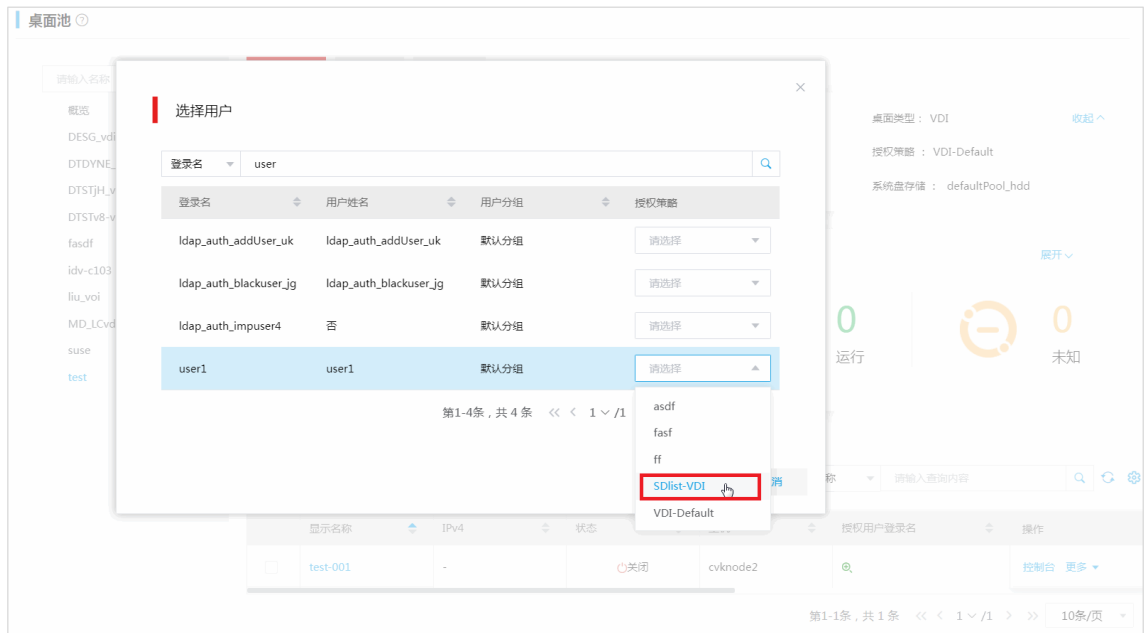 桌面池
请输入名称
概览
DESG_vdi
DTDYNE_
DTSTjH_v
DTSTv8-v
fasdf
idv-c103
liu_voi
MD_LCvd
suse
test
桌面类型： VDI
收起
授权策略 ： VDI-Default
系统盘存储 ： defaultPool_hdd
展开
0
运行
0
未知
选择用户
登录名 user
登录名 用户姓名 用户分组 授权策略
ldap_auth_addUser_uk ldap_auth_addUser_uk 默认分组 请选择
ldap_auth_blackuser_jg ldap_auth_blackuser_jg 默认分组 请选择
ldap_auth_impuser4 否 默认分组 请选择
user1 user1 默认分组 请选择
第1-4条，共 4 条 << < 1 /1
asdf
fasf
ff
SDlist-VDI
VDI-Default
消
称 请输入查询内容
显示名称 IPv4 状态 授权用户登录名 操作
test-001 - 关闭 cvknode2 控制台 更多
第1-1条，共 1 条 << < 1 /1 > >> 10条/页